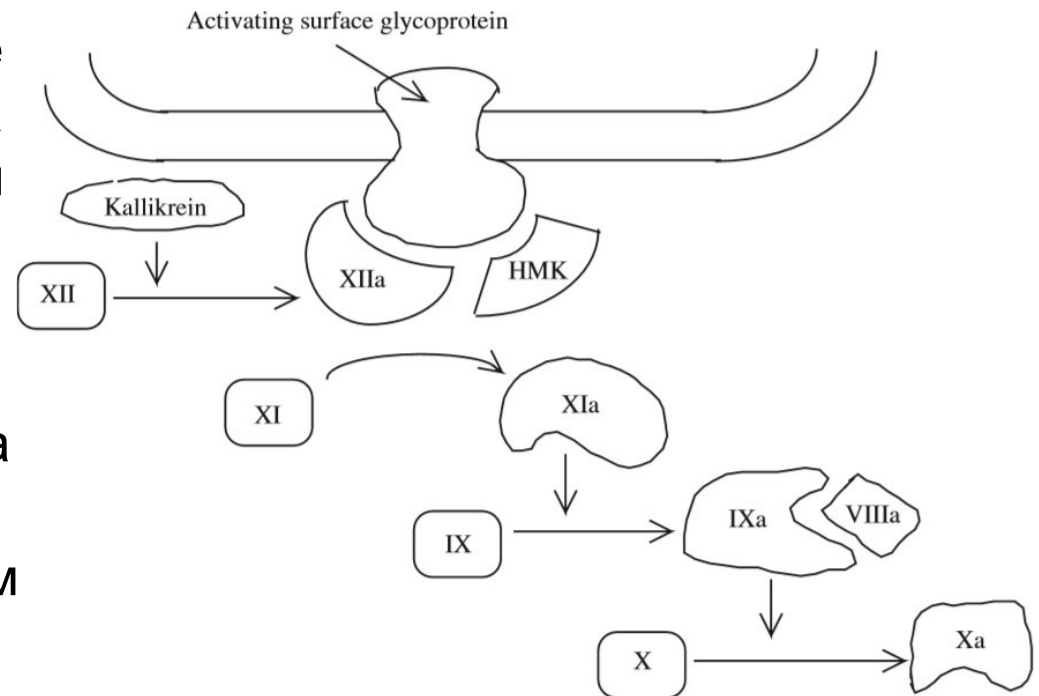 Activating surface glycoprotein
Kallikrein
XII
XIIa
HMK
XI
XIa
IX
IXa
VIIIa
X
Xa